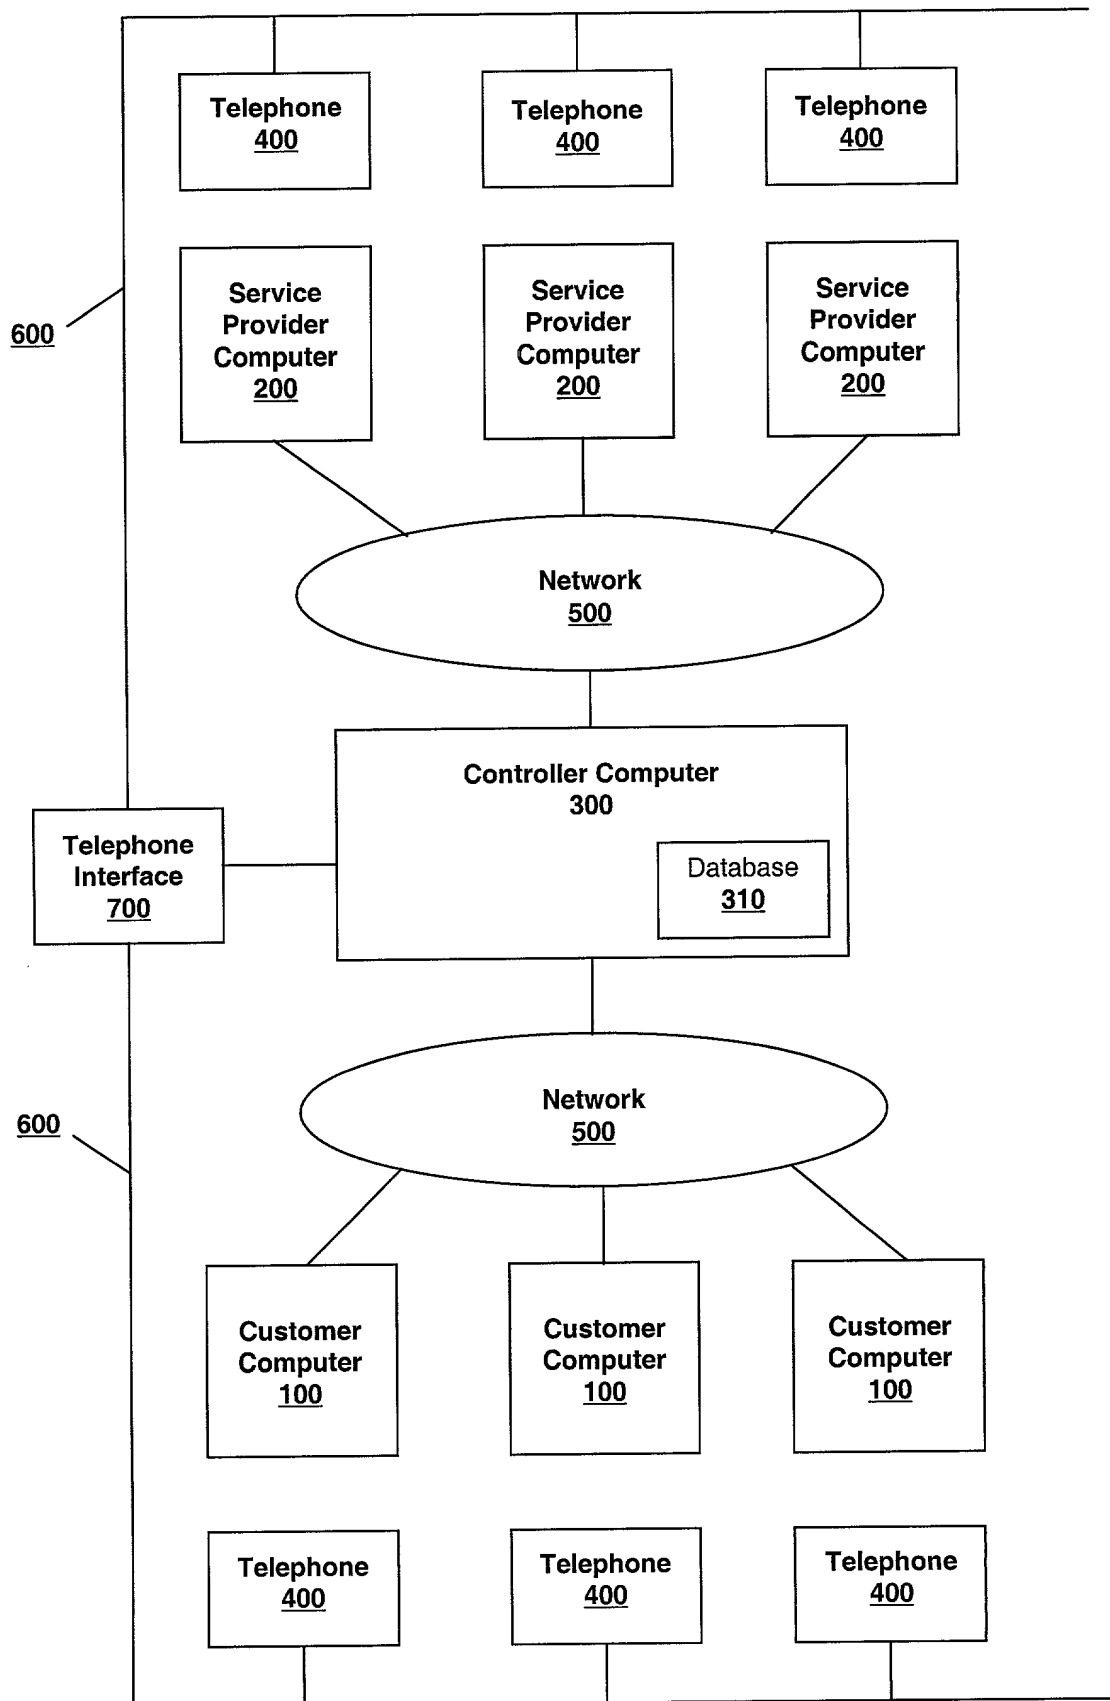 Telephone
400
Telephone
400
Telephone
400
600
Service
Provider
Computer
200
Service
Provider
Computer
200
Service
Provider
Computer
200
Network
500
Controller Computer
300
Database
310
Telephone
Interface
700
Network
500
600
Customer
Computer
100
Customer
Computer
100
Customer
Computer
100
Telephone
400
Telephone
400
Telephone
400